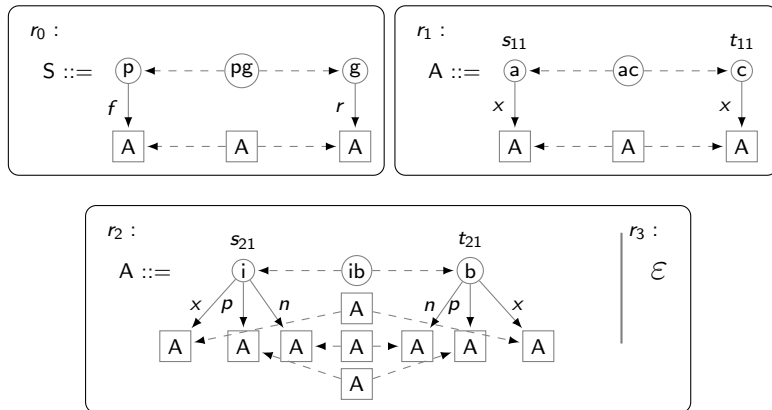 r0 :
r1 :
s11 t11
S ::= p pg g
A ::= a ac c
f r
x x
A A A
A A A
r2 :
r3 :
s21 t21
A ::= i ib b
ε
x p n n p x
A
A A A A A A A
A